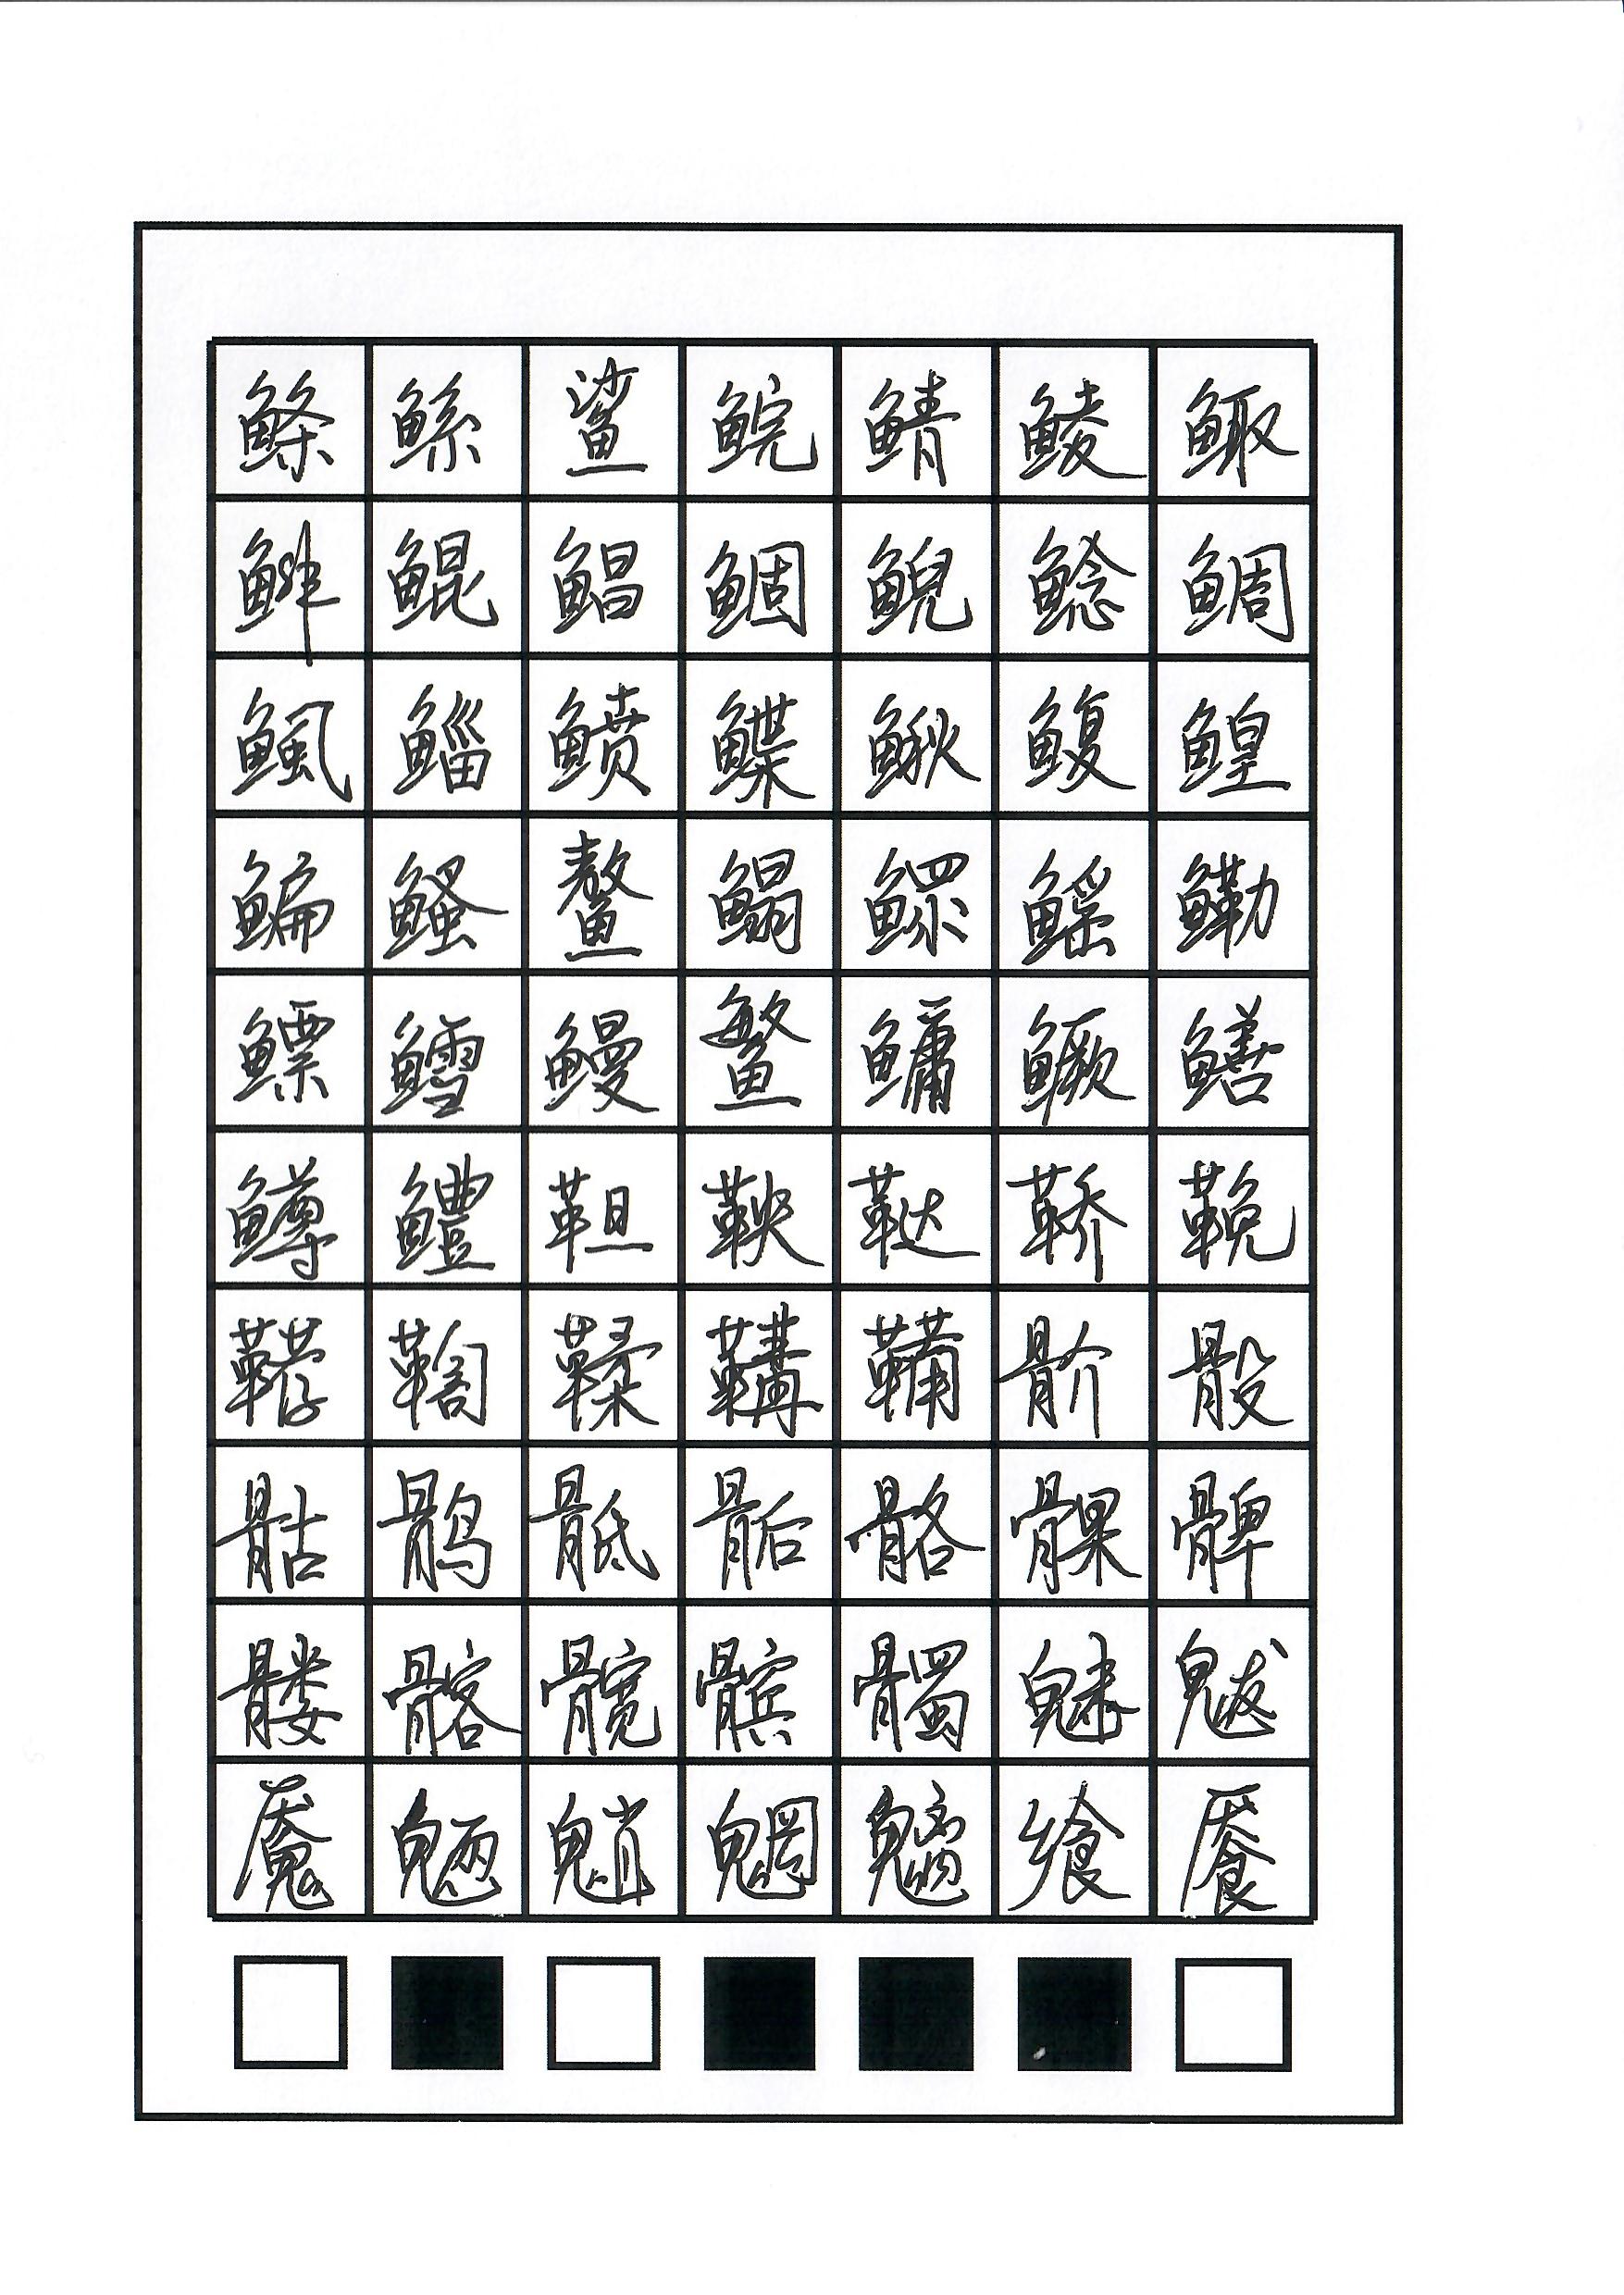 鲦鲧鲨鲩鲭鲮鲰
鲱鲲鲳鲴鲵鲶鲷
鲺鲻鲼鲽鳅鳆鳇
鳊鳋鳌鳎鳏鳐鳓
鳔鳕鳗鳘鳙鳜鳝
鳟鳢靼鞅鞑鞒鞔
鞯鞫鞣鞲鞴骱骰
骷鹘骶骺骼髁髀
髅髂髋髌髑魅魃
魇魉魈魍魑飨餍